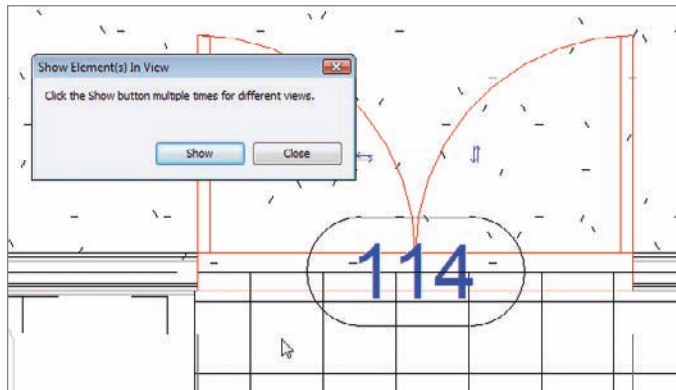 Show Element(s) In View
Click the Show button multiple times for different views.
Show
Close
114